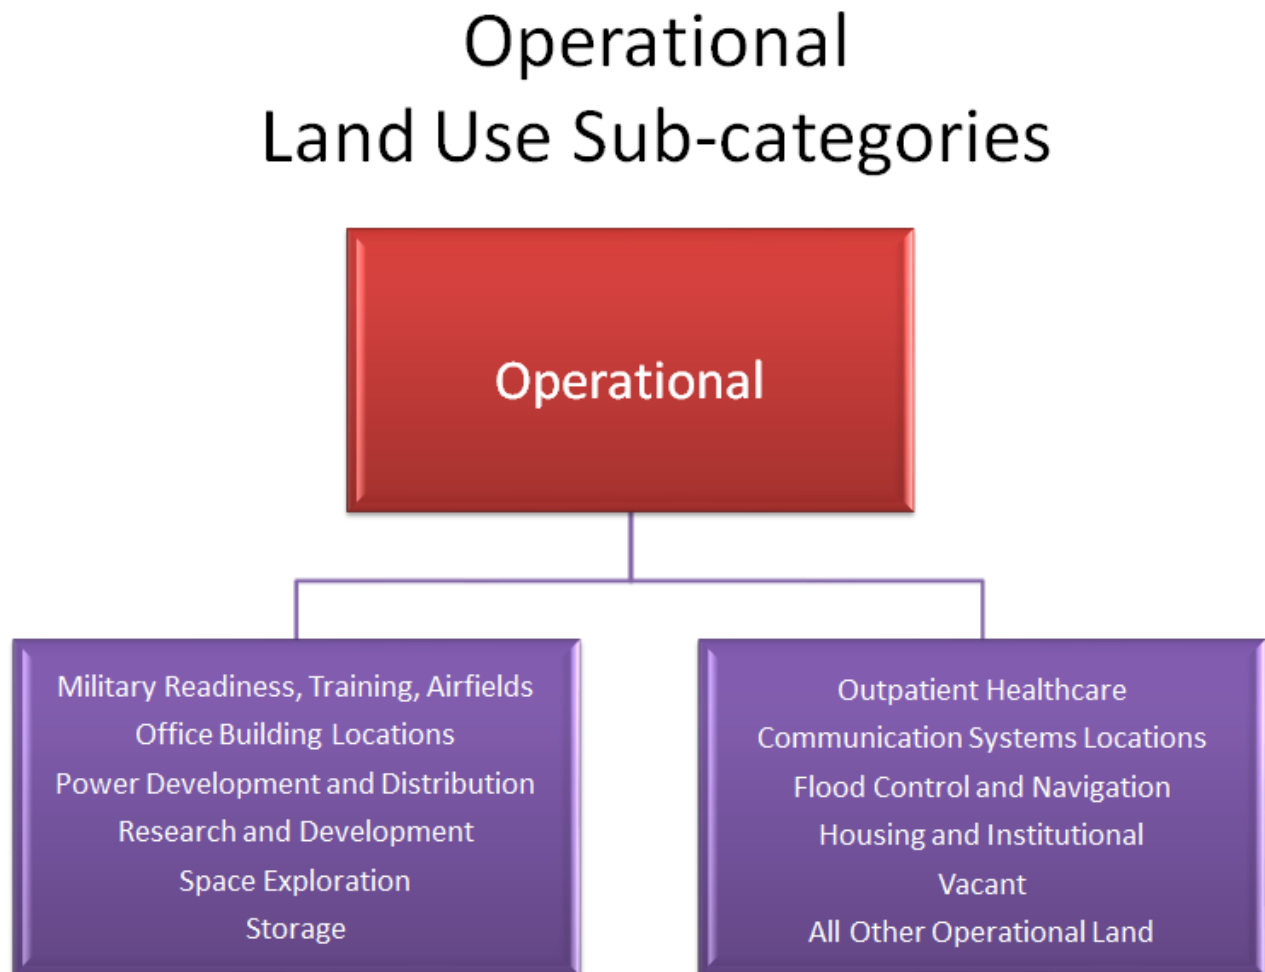 Operational
Land Use Sub-categories
Operational
Military Readiness, Training, Airfields
Office Building Locations
Power Development and Distribution
Research and Development
Space Exploration
Storage
Outpatient Healthcare
Communication Systems Locations
Flood Control and Navigation
Housing and Institutional
Vacant
All Other Operational Land